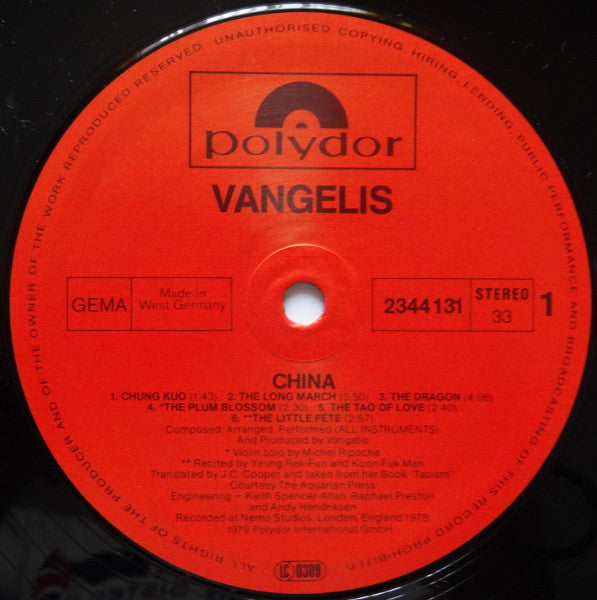 ALL RIGHTS OF THE PRODUCER AND OF THE OWNER OF THE WORK REPRODUCED RESERVED. UNAUTHORISED COPYING, HIRING, LENDING, PUBLIC PERFORMANCE AND BROADCASTING OF THIS RECORD PROHIBITED
polydor
VANGELIS
GEMA
Made in
West Germany
2344131
STEREO
33
1
CHINA
1. CHUNG KUO (1:43) 2. THE LONG MARCH (5:50) 3. THE DRAGON (4:06)
4. *THE PLUM BLOSSOM (2:30) 5. THE TAO OF LOVE (2:40)
6. **THE LITTLE FETE (2:57)
Composed, Arranged, Performed (ALL INSTRUMENTS)
And Produced by Vangelis
* Violin solo by Michel Ripoche
** Recited by Yeung Rek-Fun and Koon Fuk Man
Translated by J.C. Cooper and taken from her Book "Taoism"
Courtesy The Aquarian Press
Engineering – Keith Spencer-Allan, Raphael Preston
and Andy Hendriksen
Recorded at Nemo Studios, London, England 1978
1979 Polydor International GmbH
LC 0309